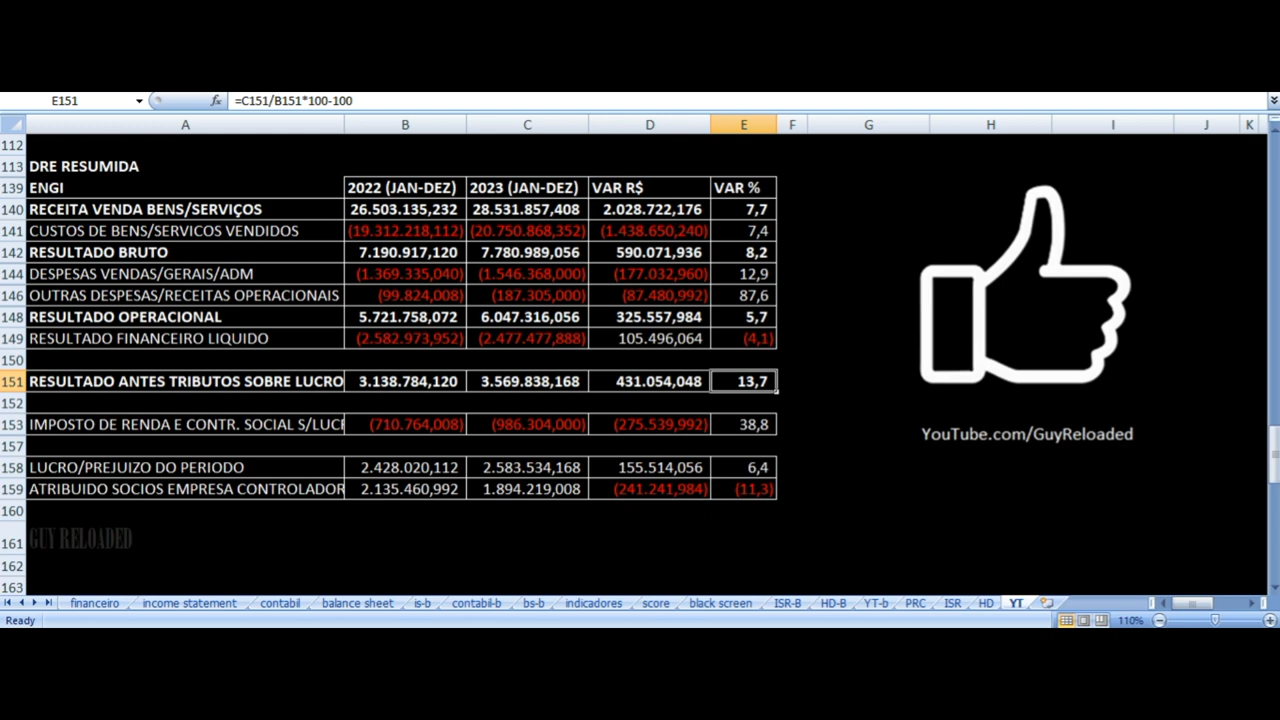 E151 fx =C151/B151*100-100
A B C D E F G H I J K
112
113 DRE RESUMIDA
139 ENGI 2022 (JAN-DEZ) 2023 (JAN-DEZ) VAR R$ VAR %
140 RECEITA VENDA BENS/SERVIÇOS 26.503.135,232 28.531.857,408 2.028.722,176 7,7
141 CUSTOS DE BENS/SERVICOS VENDIDOS (19.312.218,112) (20.750.868,352) (1.438.650,240) 7,4
142 RESULTADO BRUTO 7.190.917,120 7.780.989,056 590.071,936 8,2
144 DESPESAS VENDAS/GERAIS/ADM (1.369.335,040) (1.546.368,000) (177.032,960) 12,9
146 OUTRAS DESPESAS/RECEITAS OPERACIONAIS (99.824,008) (187.305,000) (87.480,992) 87,6
148 RESULTADO OPERACIONAL 5.721.758,072 6.047.316,056 325.557,984 5,7
149 RESULTADO FINANCEIRO LIQUIDO (2.582.973,952) (2.477.477,888) 105.496,064 (4,1)
150
151 RESULTADO ANTES TRIBUTOS SOBRE LUCRO 3.138.784,120 3.569.838,168 431.054,048 13,7
152
153 IMPOSTO DE RENDA E CONTR. SOCIAL S/LUCR (710.764,008) (986.304,000) (275.539,992) 38,8
YouTube.com/GuyReloaded
157
158 LUCRO/PREJUIZO DO PERIODO 2.428.020,112 2.583.534,168 155.514,056 6,4
159 ATRIBUIDO SOCIOS EMPRESA CONTROLADOR 2.135.460,992 1.894.219,008 (241.241,984) (11,3)
160
161 GUY RELOADED
162
163
financeiro income statement contabil balance sheet is-b contabil-b bs-b indicadores score black screen ISR-B HD-B YT-b PRC ISR HD YT
Ready 110%